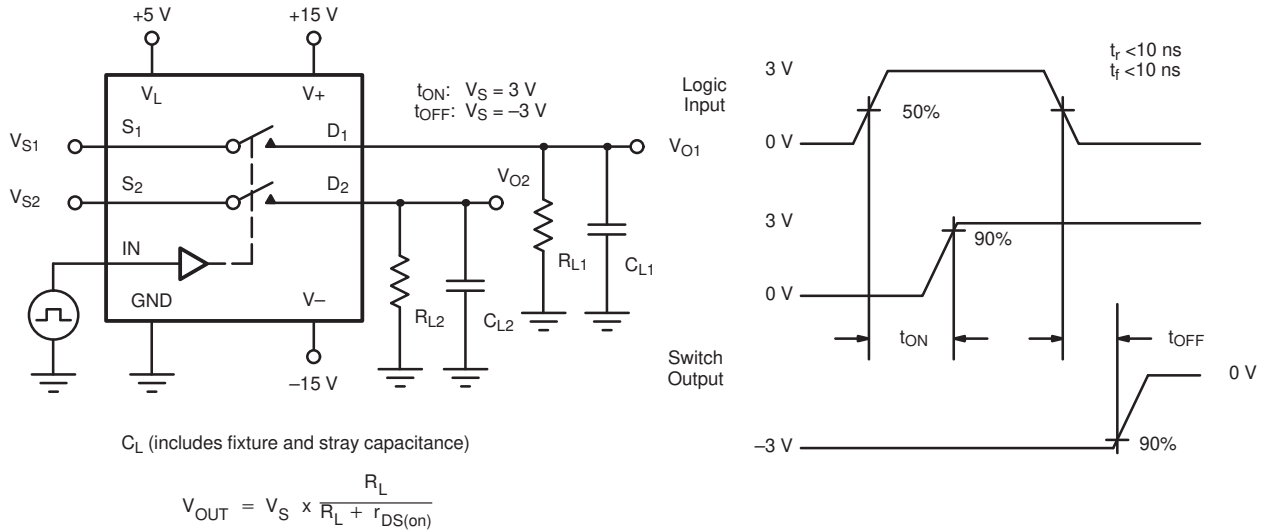 +5 V
+15 V
V_L
V+
t_ON: V_S = 3 V
t_OFF: V_S = –3 V
V_S1
S_1
D_1
V_O1
V_S2
S_2
D_2
V_O2
IN
GND
V–
R_L2
C_L2
R_L1
C_L1
–15 V
C_L (includes fixture and stray capacitance)
V_OUT = V_S x R_L / R_L + r_DS(on)
t_r <10 ns
t_f <10 ns
Logic
Input
3 V
50%
0 V
3 V
90%
0 V
t_ON
t_OFF
Switch
Output
0 V
–3 V
90%